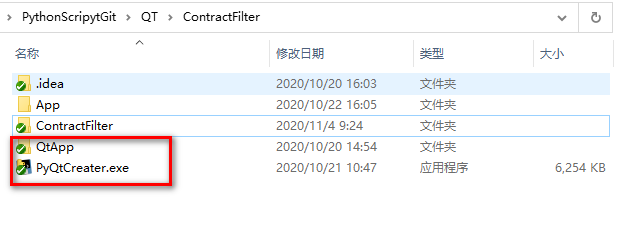 PythonScripytGit > QT > ContractFilter
名称 修改日期 类型 大小
.idea 2020/10/20 16:03 文件夹
App 2020/10/22 16:05 文件夹
ContractFilter 2020/11/4 9:24 文件夹
QtApp 2020/10/20 14:54 文件夹
PyQtCreater.exe 2020/10/21 10:47 应用程序 6,254 KB